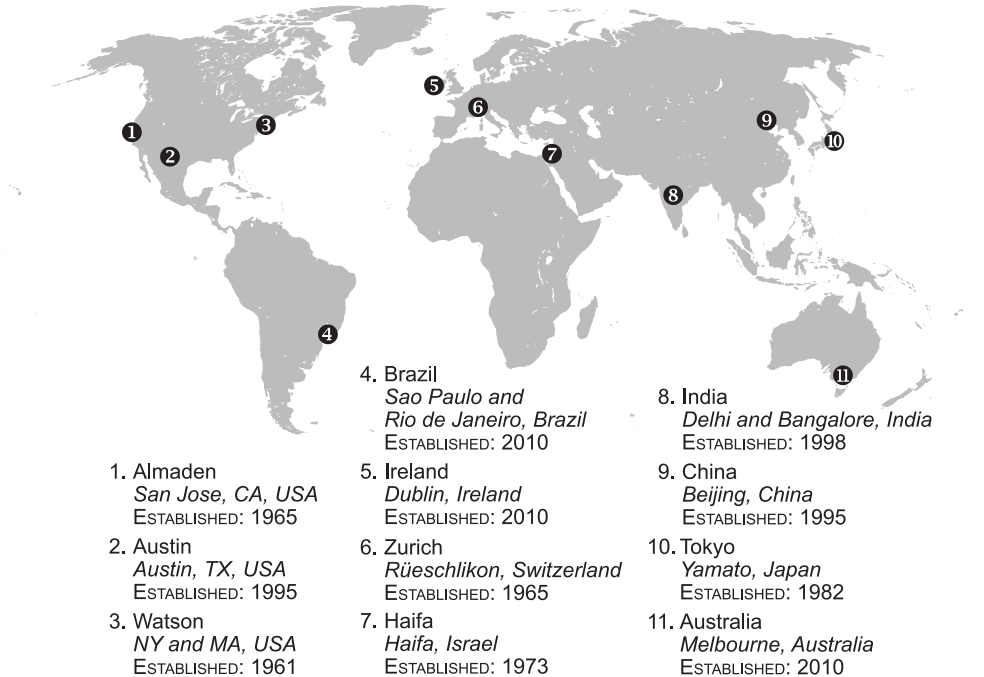 1
2
3
4
5
6
7
8
9
10
11
1. Almaden
San Jose, CA, USA
ESTABLISHED: 1965
2. Austin
Austin, TX, USA
ESTABLISHED: 1995
3. Watson
NY and MA, USA
ESTABLISHED: 1961
4. Brazil
Sao Paulo and
Rio de Janeiro, Brazil
ESTABLISHED: 2010
5. Ireland
Dublin, Ireland
ESTABLISHED: 2010
6. Zurich
Rüeschlikon, Switzerland
ESTABLISHED: 1965
7. Haifa
Haifa, Israel
ESTABLISHED: 1973
8. India
Delhi and Bangalore, India
ESTABLISHED: 1998
9. China
Beijing, China
ESTABLISHED: 1995
10. Tokyo
Yamato, Japan
ESTABLISHED: 1982
11. Australia
Melbourne, Australia
ESTABLISHED: 2010